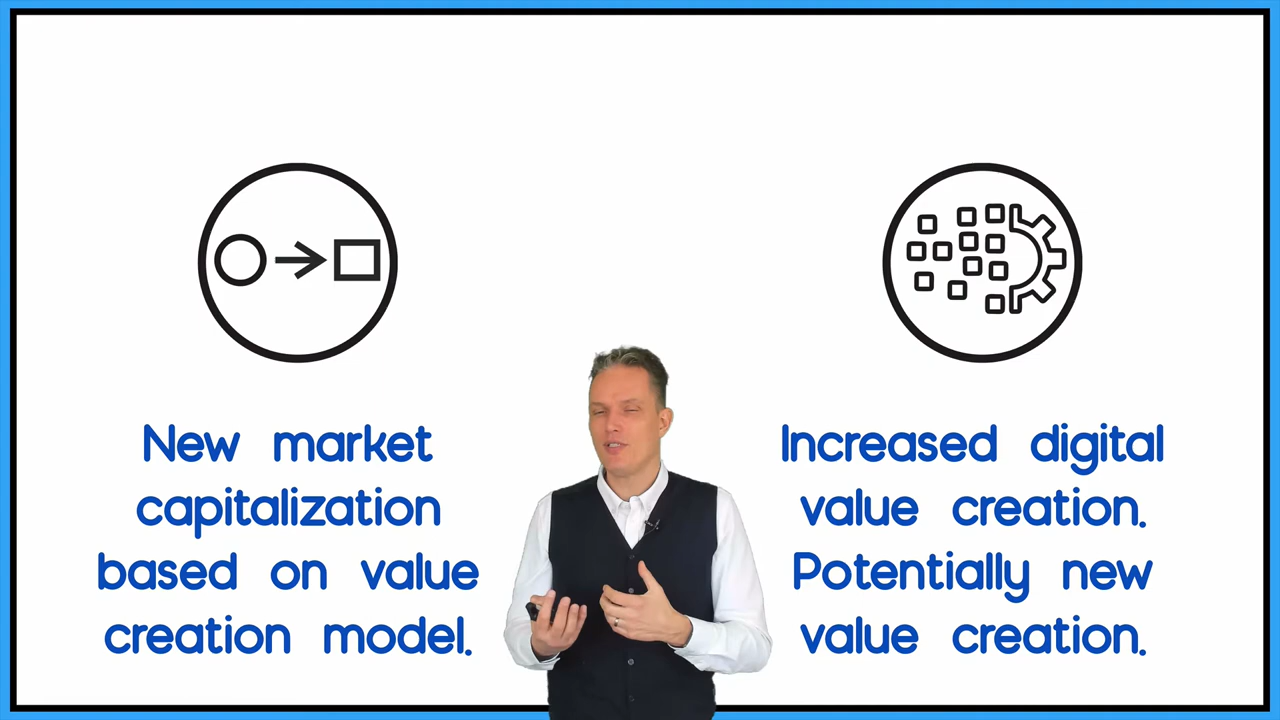 New market
capitalization
based on value
creation model.
Increased digital
value creation.
Potentially new
value creation.